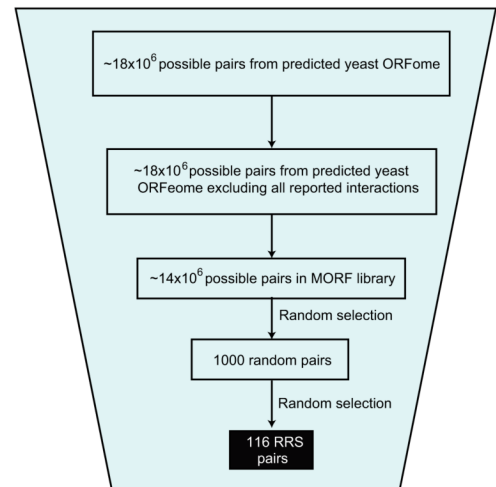 ~18x10⁶ possible pairs from predicted yeast ORFome
~18x10⁶ possible pairs from predicted yeast
ORFeome excluding all reported interactions
~14x10⁶ possible pairs in MORF library
Random selection
1000 random pairs
Random selection
116 RRS
pairs